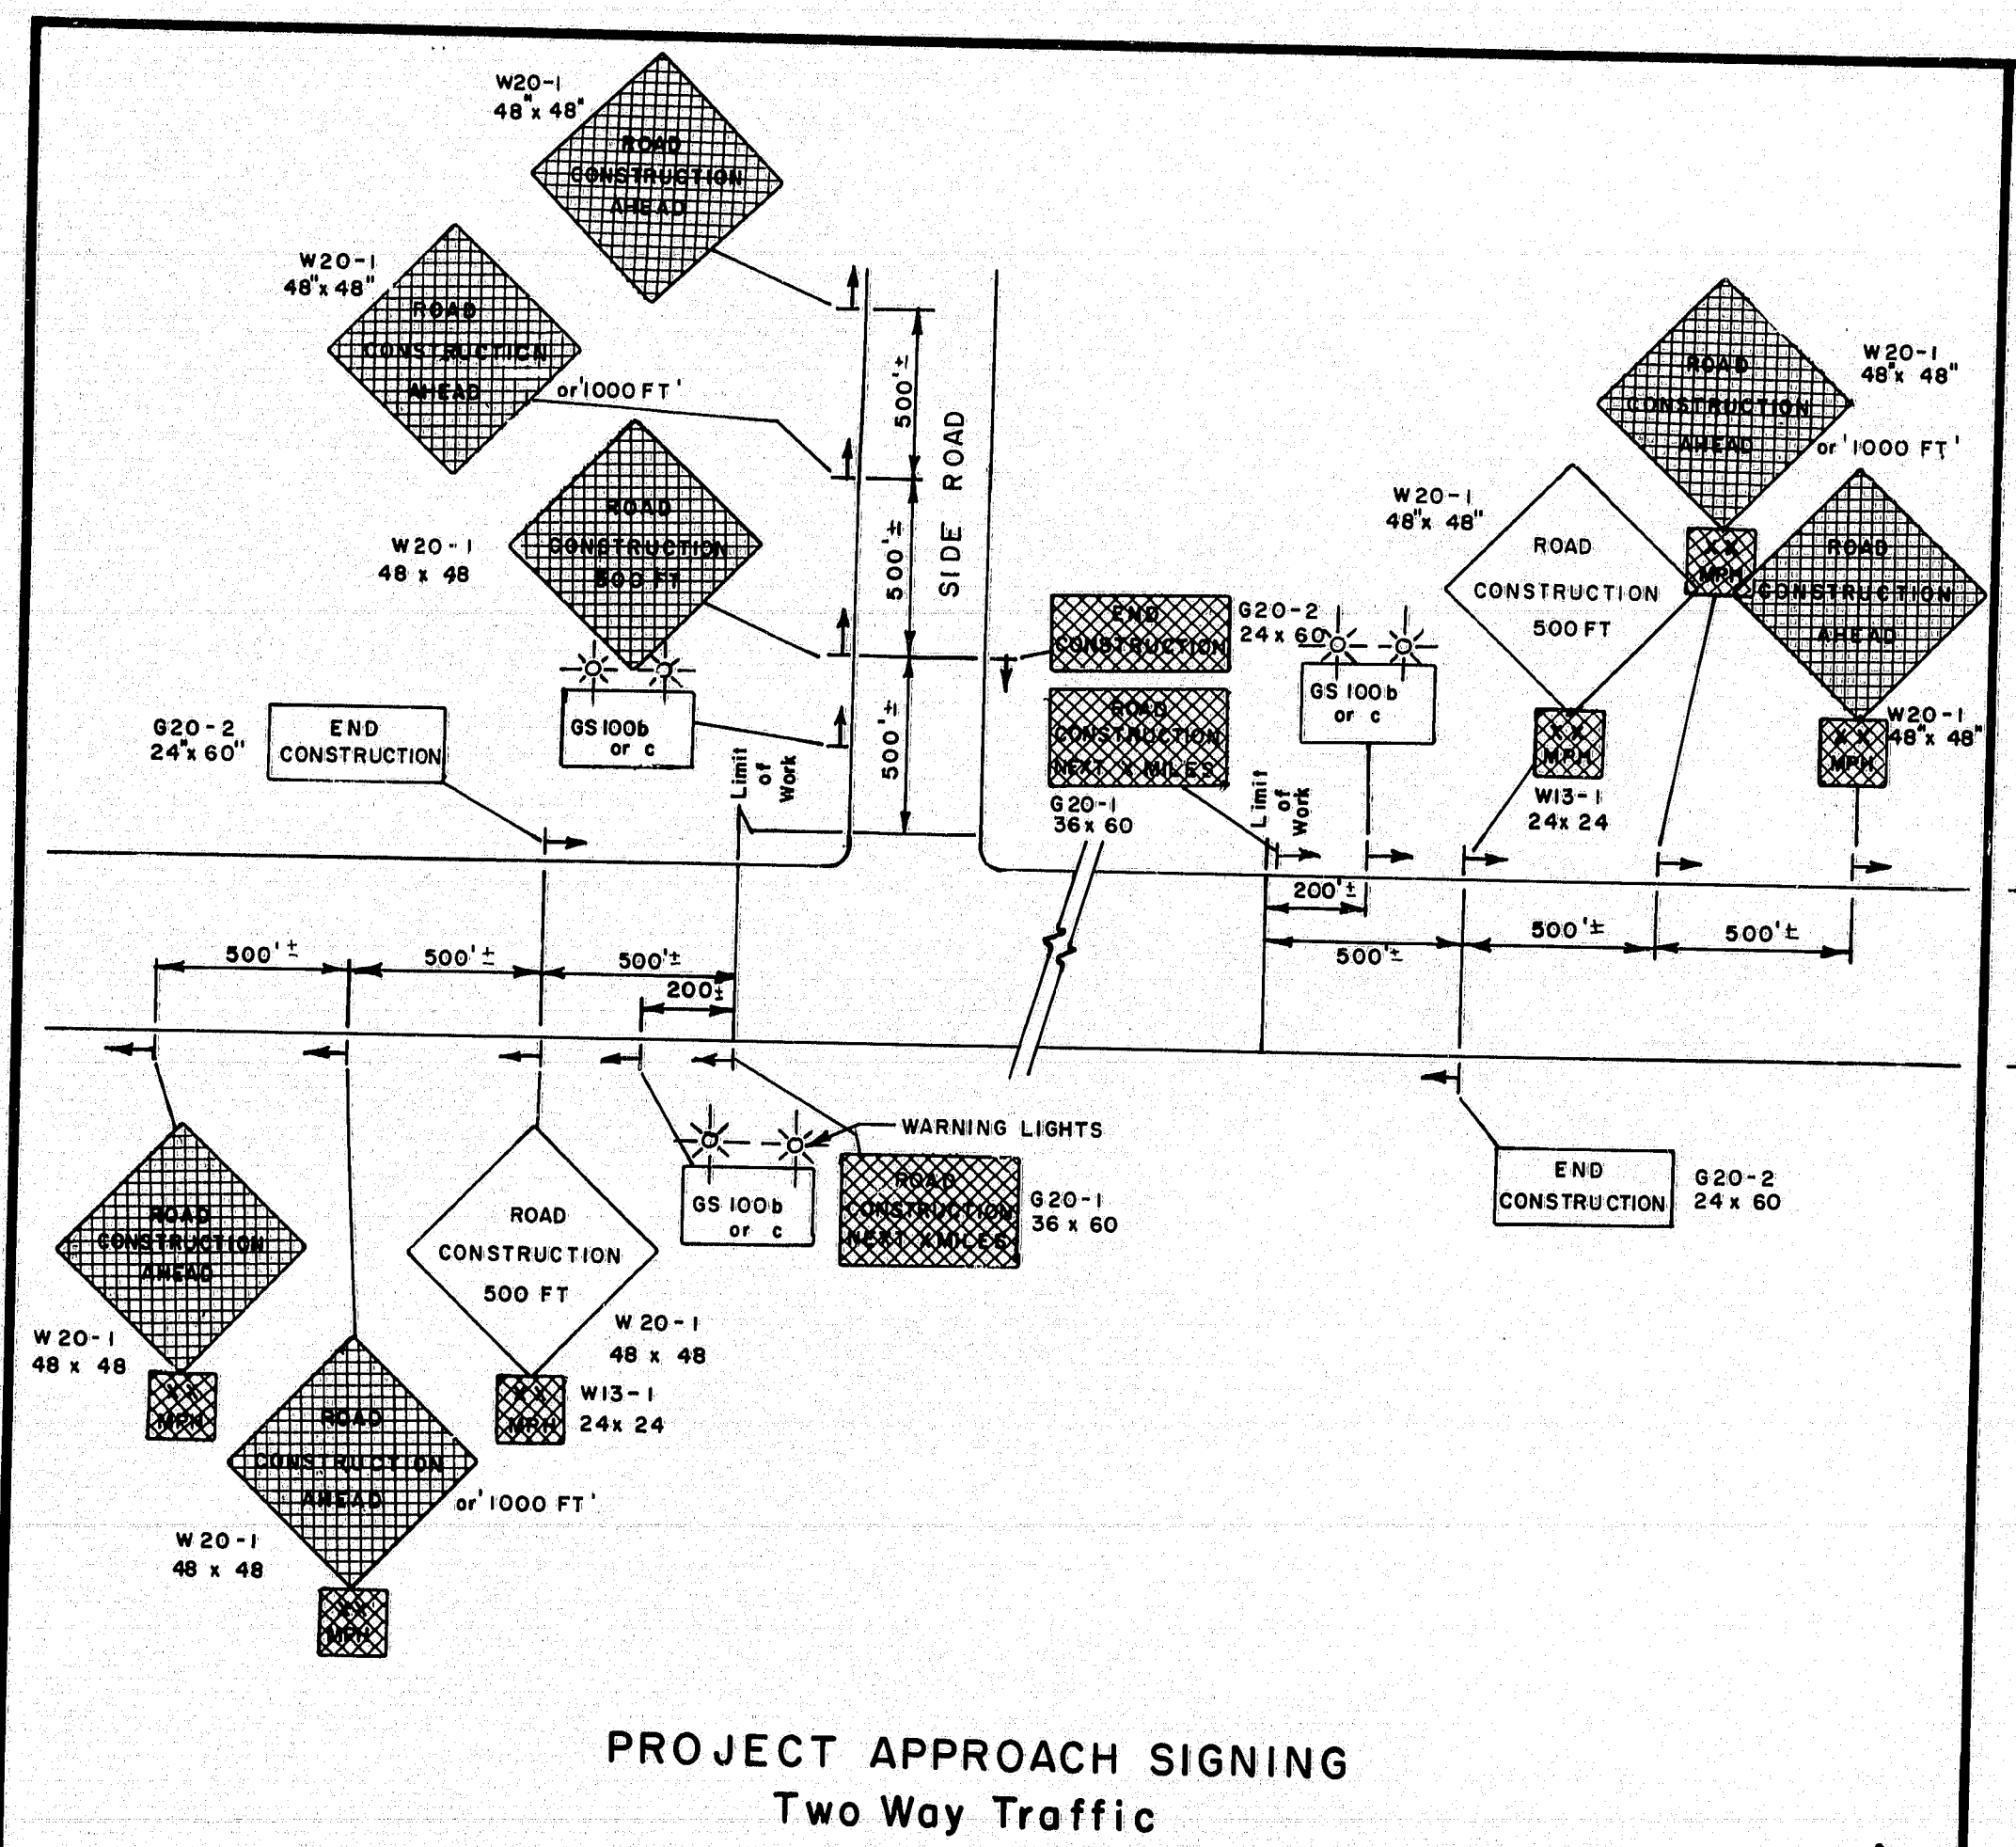 W20-1
48"x 48"
ROAD
CONSTRUCTION
AHEAD
W20-1
48"x 48"
ROAD
CONSTRUCTION
AHEAD
or '1000 FT'
500'±
W20-1
48 x 48
ROAD
CONSTRUCTION
500 FT
500'±
SIDE ROAD
G20-2
24"x 60"
END
CONSTRUCTION
GS 100b
or c
500'±
Limit
of
Work
END
CONSTRUCTION
G20-2
24 x 60
ROAD
CONSTRUCTION
NEXT X MILES
G20-1
36 x 60
Limit
of
Work
GS 100b
or c
W20-1
48"x 48"
ROAD
CONSTRUCTION
500 FT
XX
MPH
W13-1
24x 24
W20-1
48"x 48"
ROAD
CONSTRUCTION
AHEAD
or '1000 FT'
XX
MPH
ROAD
CONSTRUCTION
AHEAD
W20-1
48"x 48"
XX
MPH
200'±
500'±
500'±
500'±
500'±
500'±
500'±
200±
WARNING LIGHTS
GS 100b
or c
ROAD
CONSTRUCTION
NEXT X MILES
G20-1
36 x 60
END
CONSTRUCTION
G20-2
24 x 60
ROAD
CONSTRUCTION
AHEAD
W20-1
48 x 48
XX
MPH
ROAD
CONSTRUCTION
500 FT
W20-1
48 x 48
XX
MPH
W13-1
24x 24
ROAD
CONSTRUCTION
AHEAD
or '1000 FT'
W20-1
48 x 48
XX
MPH
PROJECT APPROACH SIGNING
Two Way Traffic